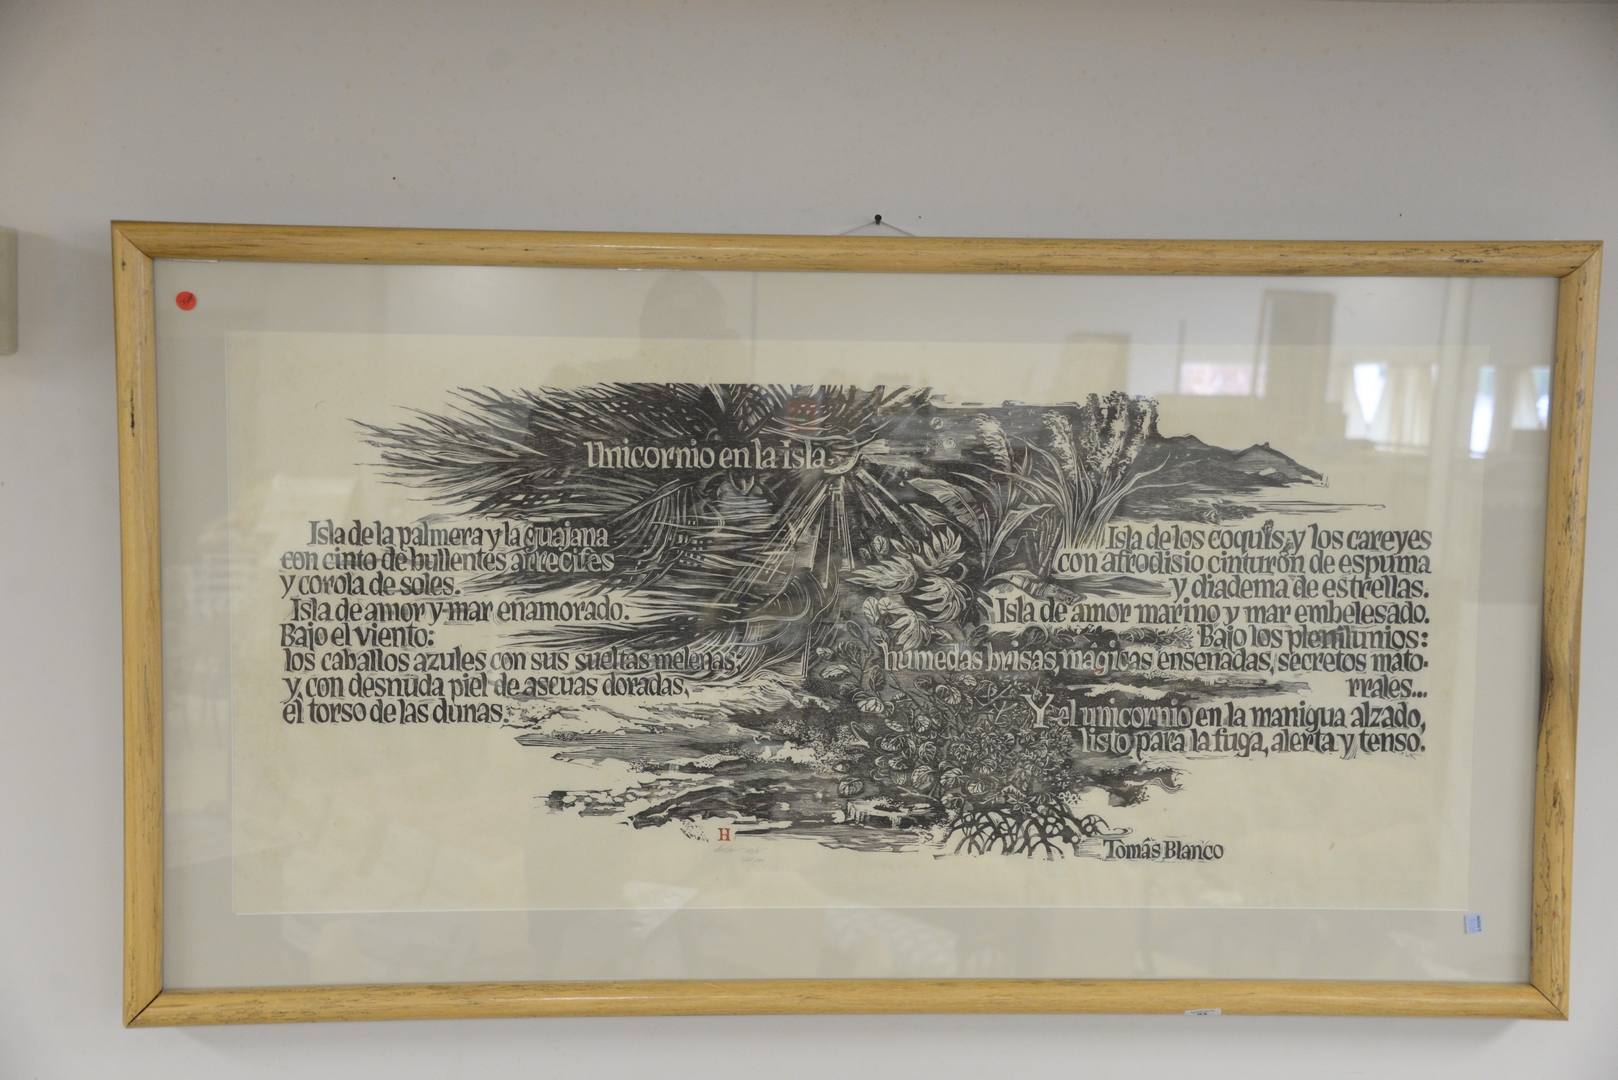 Unicornio en la isla
Isla de la palmera y la guajana
con cinto de bullentes arrecifes
y corola de soles.
Isla de amor y mar enamorado.
Bajo el viento:
los caballos azules con sus sueltas melenas;
y, con desnuda piel de ascuas doradas,
el torso de las dunas.
Isla de los coquís y los careyes
con afrodisio cinturón de espuma
y diadema de estrellas.
Isla de amor marino y mar embelesado.
Bajo los plenilunios:
húmedas brisas, mágicas ensenadas, secretos mato-
rrales...
Y el unicornio en la manigua alzado,
listo para la fuga, alerta y tenso.
H
Tomás Blanco